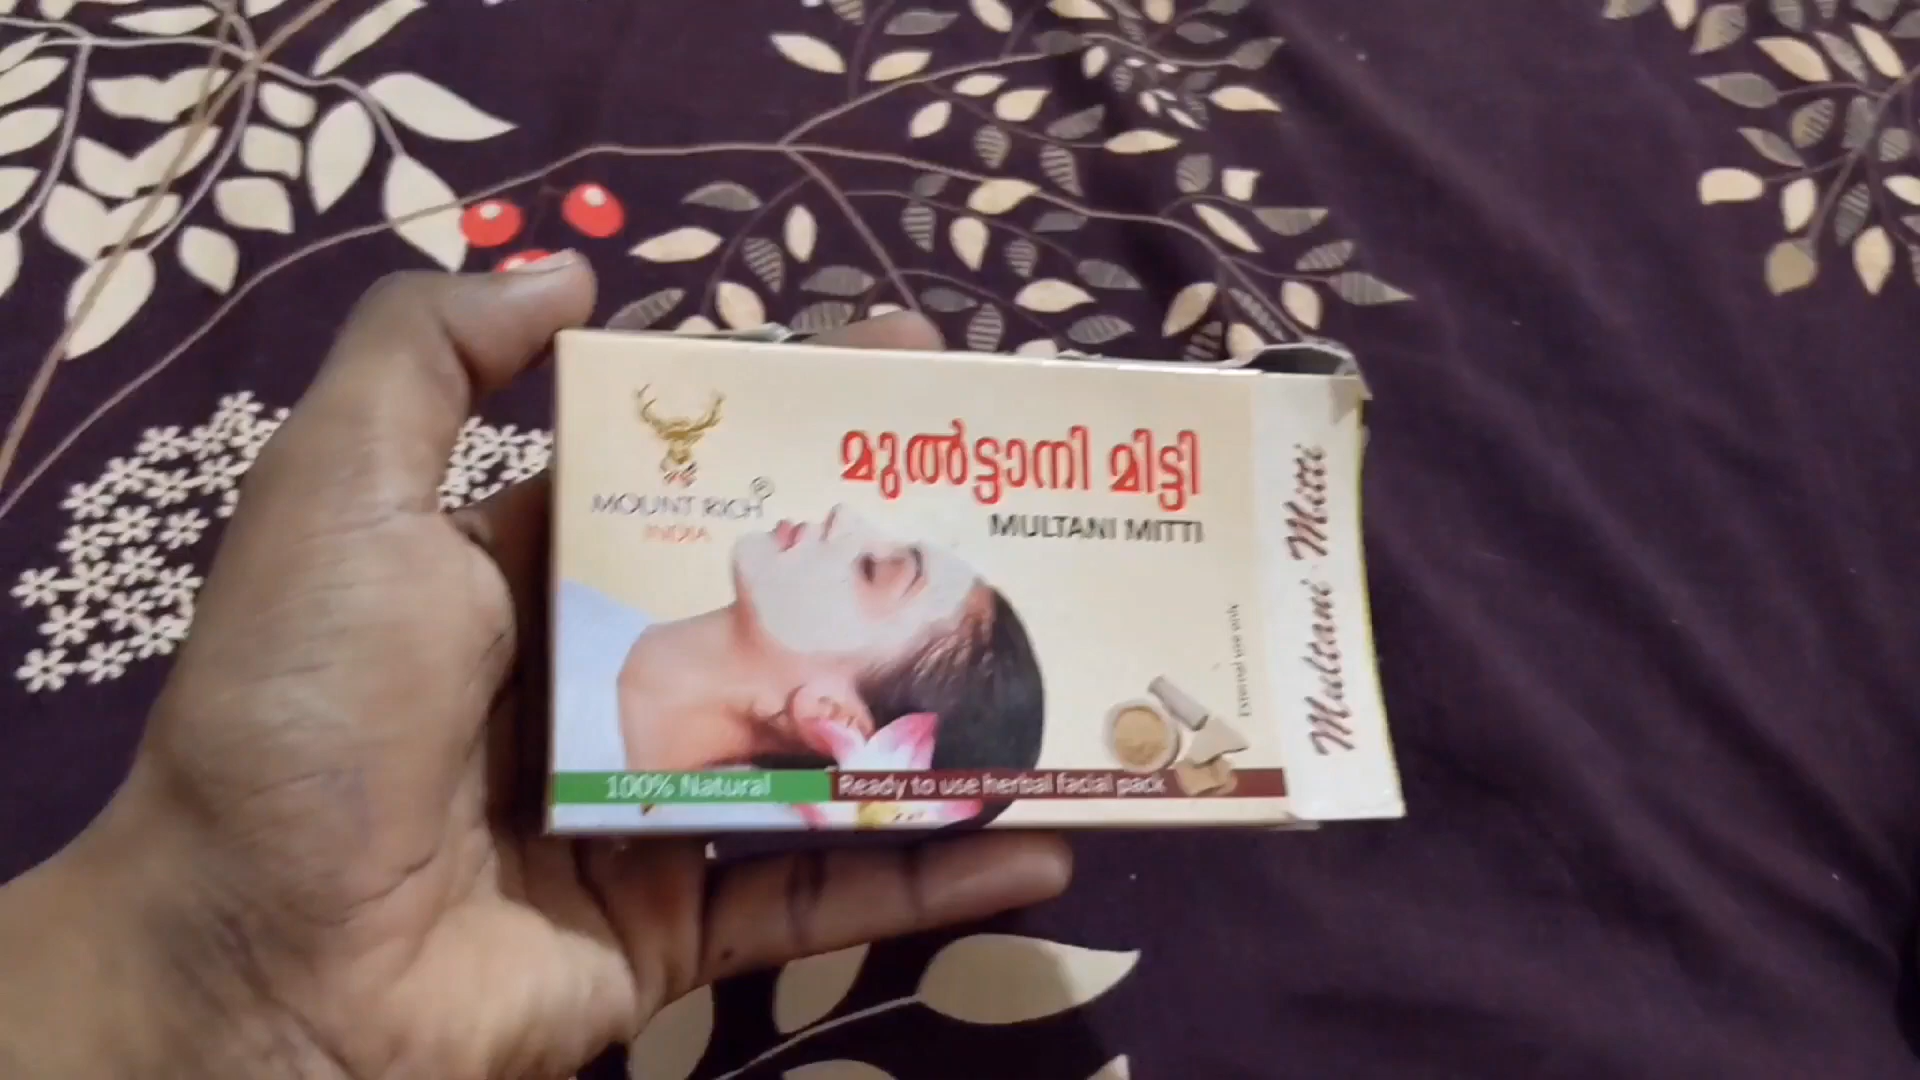 MOUNT RICH®
INDIA
മുൽട്ടാനി മിട്ടി
MULTANI MITTI
External use only
100% Natural
Ready to use herbal facial pack
Multani Mitti